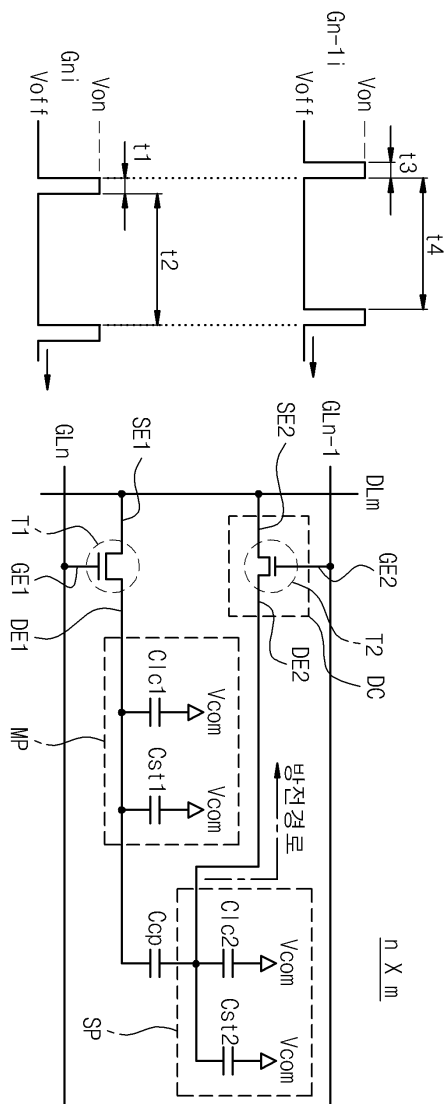 Gn-1i
Von
Voff
t3
t4
Gni
Von
Voff
t1
t2
GLn-1
DLm
SE2
GE2
T2
DC
DE2
SE1
GLn
T1
GE1
DE1
MP
Clc1
Vcom
Cst1
Vcom
방전경로
Ccp
SP
Clc2
Vcom
Cst2
Vcom
n X m